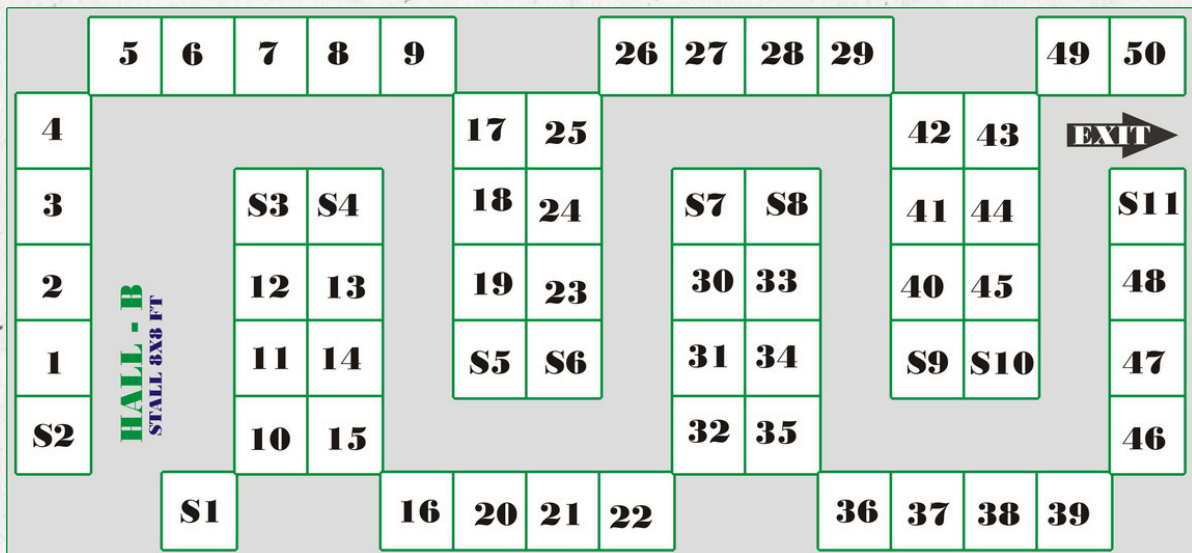 5 6 7 8 9 26 27 28 29 49 50
4 17 25 42 43 EXIT
3 S3 S4 18 24 S7 S8 41 44 S11
2 12 13 19 23 30 33 40 45 48
1 11 14 S5 S6 31 34 S9 S10 47
S2 10 15 32 35 46
S1 16 20 21 22 36 37 38 39
HALL - B
STALL 8X8 FT